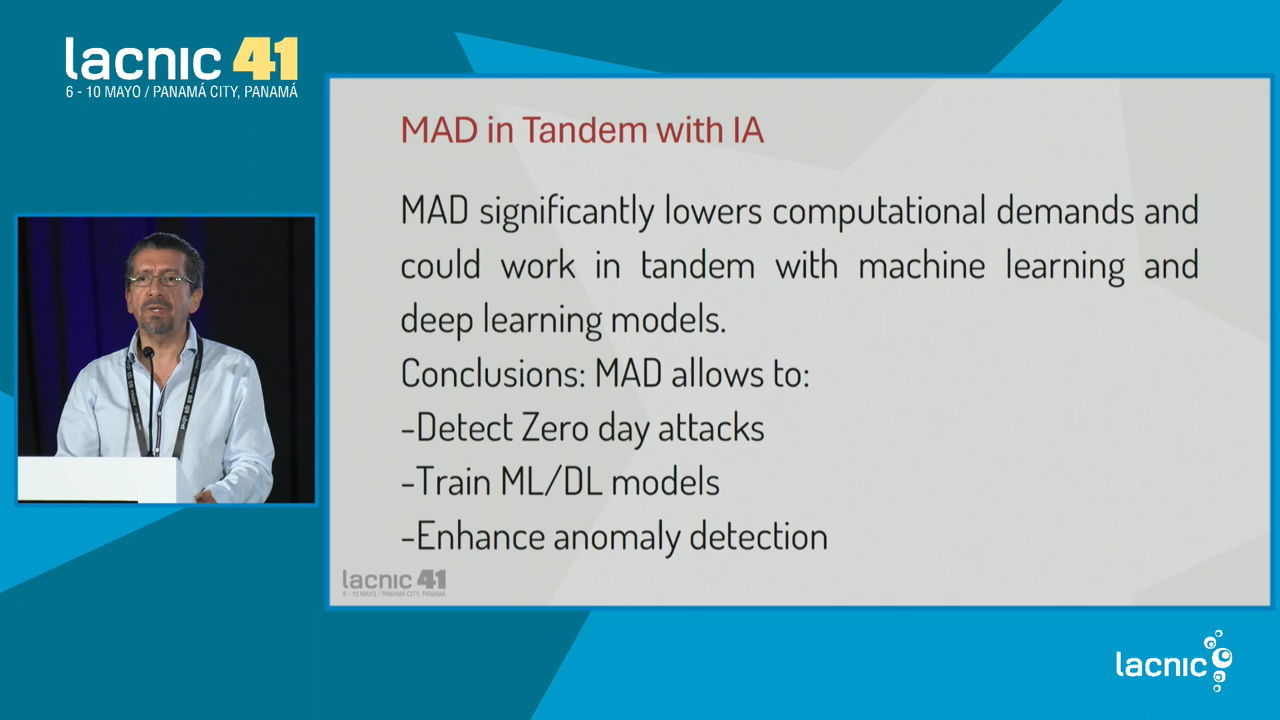 lacnic 41
6 - 10 MAYO / PANAMÁ CITY, PANAMÁ
MAD in Tandem with IA
MAD significantly lowers computational demands and
could work in tandem with machine learning and
deep learning models.
Conclusions: MAD allows to:
-Detect Zero day attacks
-Train ML/DL models
-Enhance anomaly detection
lacnic 41
6 - 10 MAYO / PANAMÁ CITY, PANAMÁ
lacnic